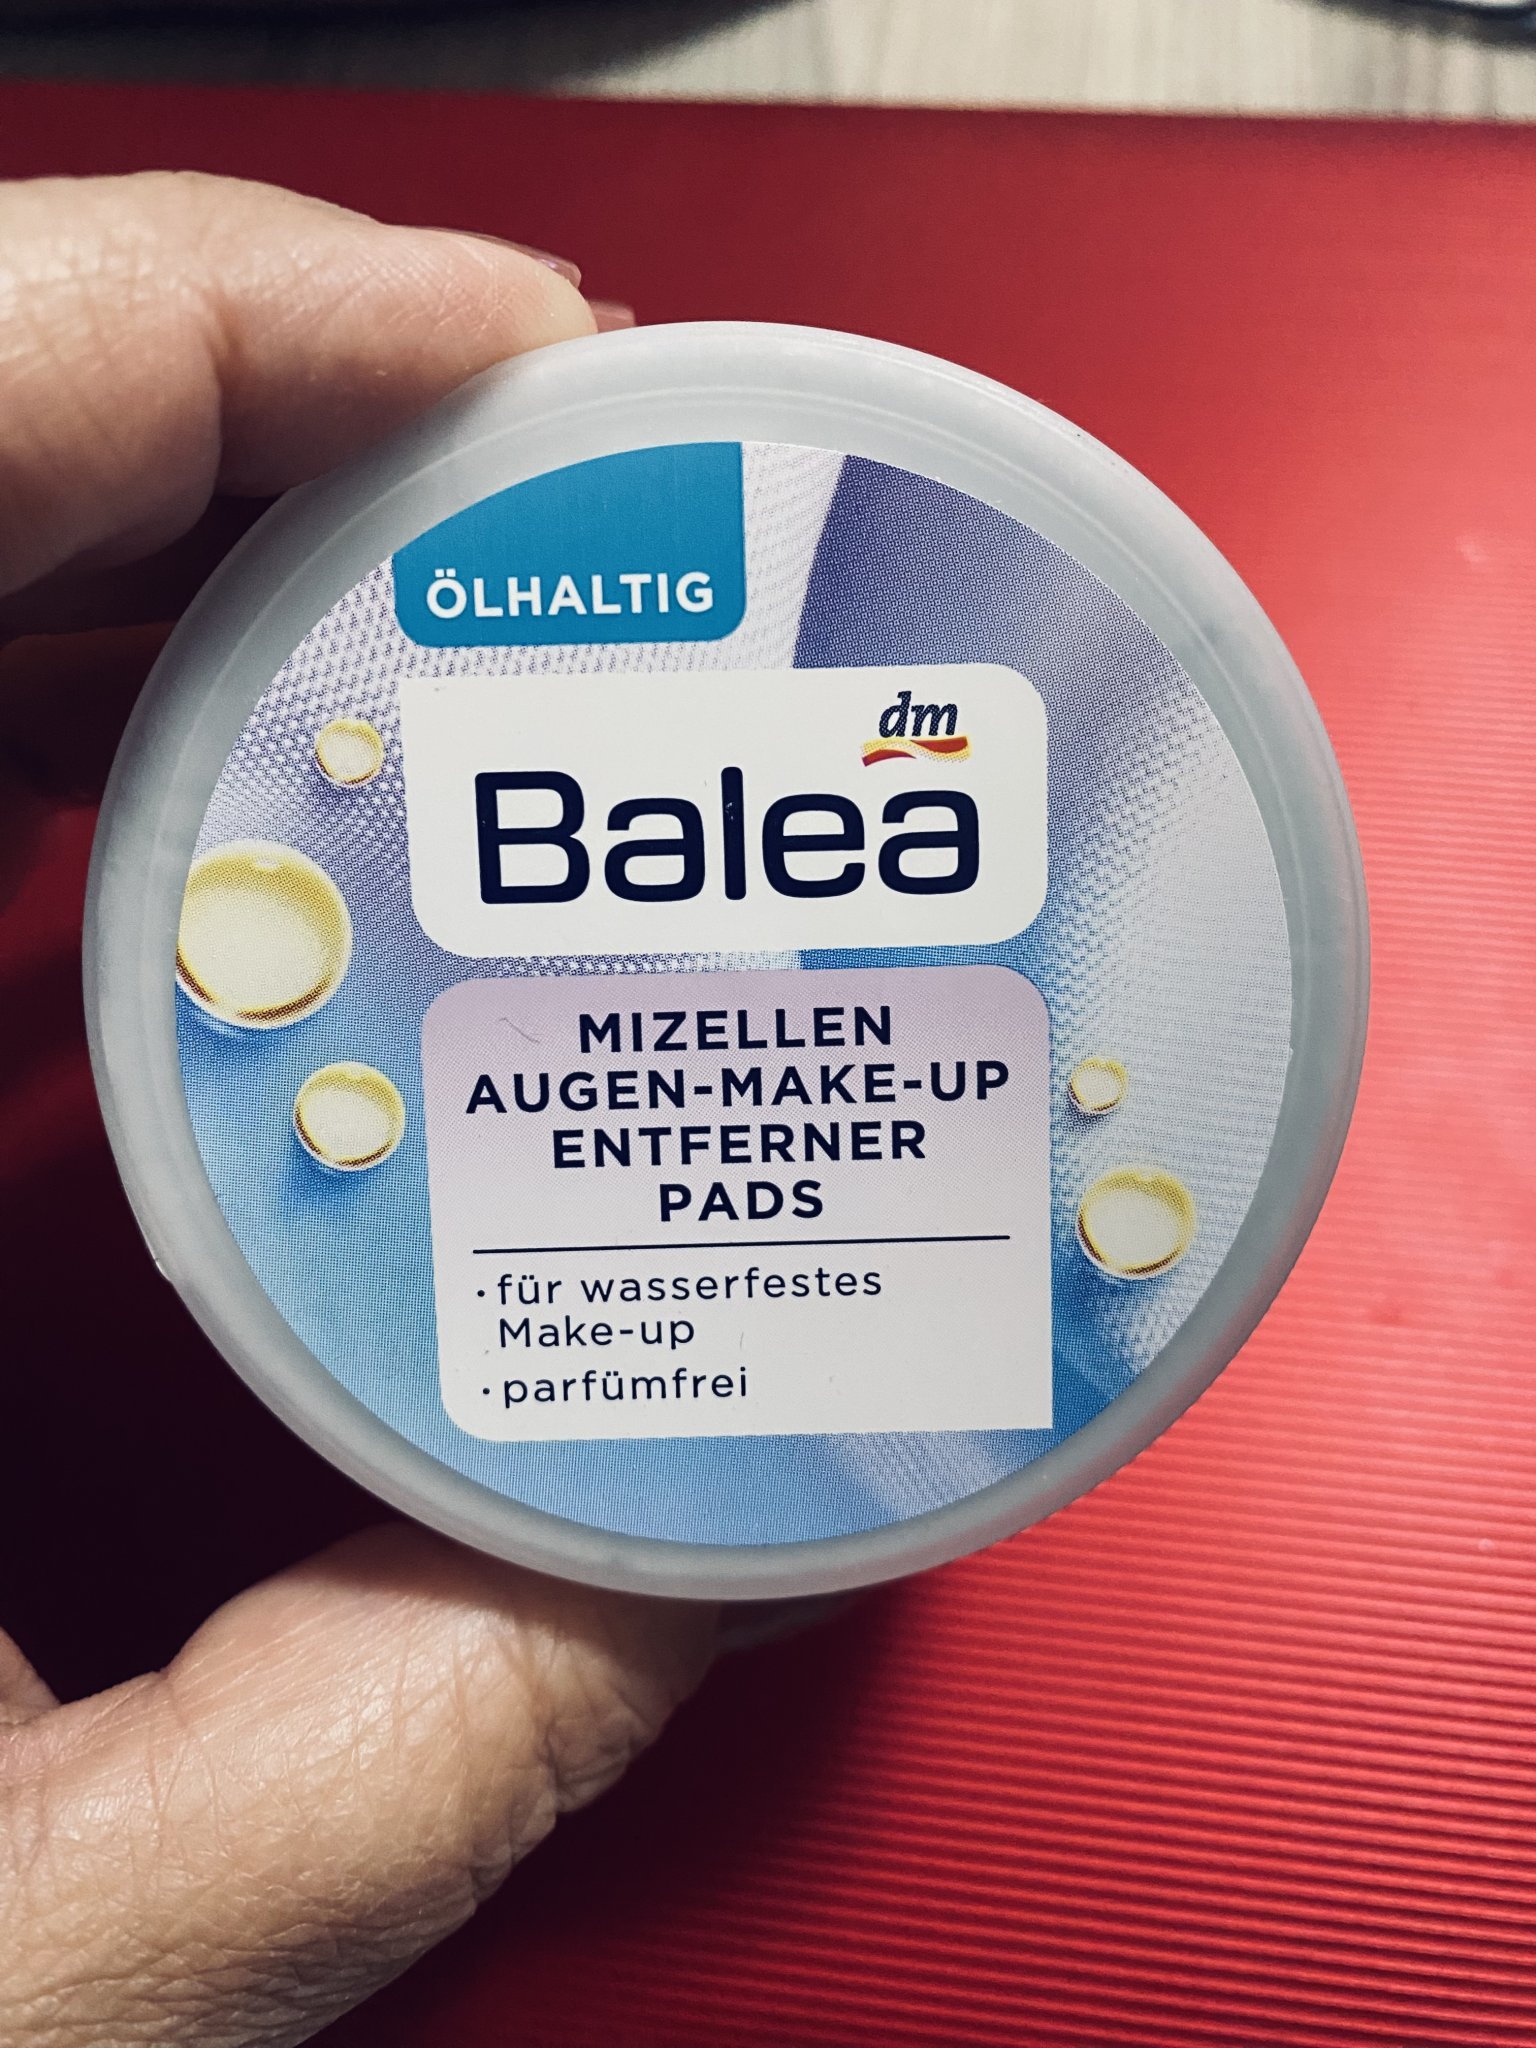 ÖLHALTIG
dm
Balea
MIZELLEN
AUGEN-MAKE-UP
ENTFERNER
PADS
· für wasserfestes
Make-up
· parfümfrei